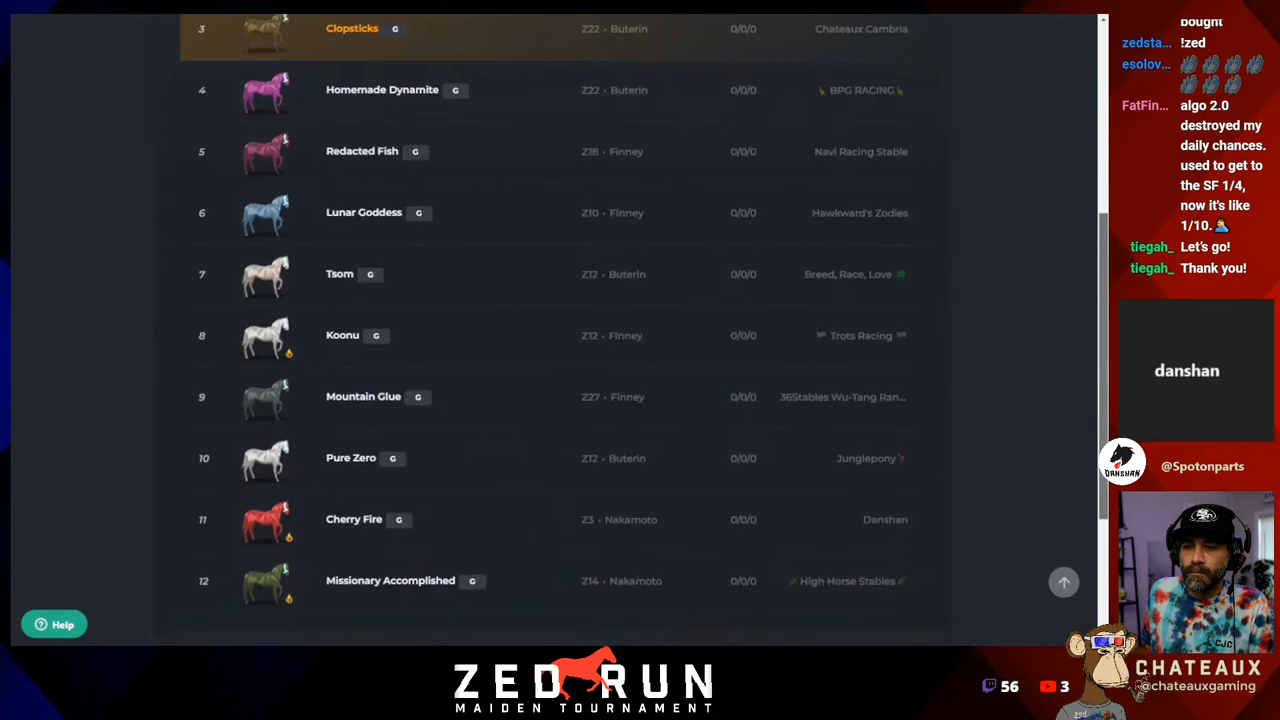 3 Clopsticks G Z22 • Buterin 0/0/0 Chateaux Cambria
4 Homemade Dynamite G Z22 • Buterin 0/0/0 BPG RACING
5 Redacted Fish G Z18 • Finney 0/0/0 Navi Racing Stable
6 Lunar Goddess G Z10 • Finney 0/0/0 Hawkward's Zodies
7 Tsom G Z12 • Buterin 0/0/0 Breed, Race, Love
8 Koonu G Z12 • Finney 0/0/0 Trots Racing
9 Mountain Glue G Z27 • Finney 0/0/0 36Stables Wu-Tang Ran...
10 Pure Zero G Z12 • Buterin 0/0/0 Junglepony
11 Cherry Fire G Z3 • Nakamoto 0/0/0 Danshan
12 Missionary Accomplished G Z14 • Nakamoto 0/0/0 High Horse Stables
Help
bought
zedsta... !zed
esolov...
FatFin... algo 2.0
destroyed my
daily chances.
used to get to
the SF 1/4,
now it's like
1/10.
tiegah_ Let's go!
tiegah_ Thank you!
danshan
DANSHAN
@Spotonparts
CJC
ZED RUN
MAIDEN TOURNAMENT
56
3
CHATEAUX
@chateauxgaming